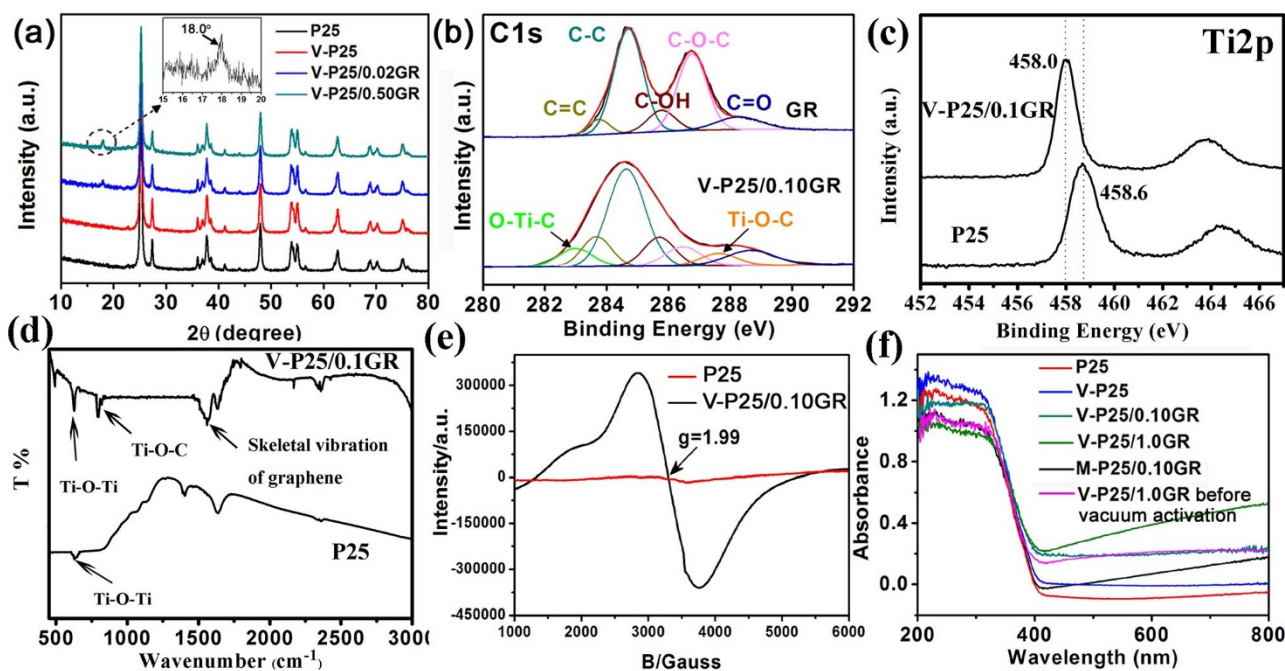 (a)
18.0°
15 16 17 18 19 20
P25
V-P25
V-P25/0.02GR
V-P25/0.50GR
Intensity (a.u.)
10 20 30 40 50 60 70 80
2θ (degree)
(b)
C1s
C-C
C-O-C
C=C
C-OH
C=O
GR
V-P25/0.10GR
O-Ti-C
Ti-O-C
Intensity (a.u.)
280 282 284 286 288 290 292
Binding Energy (eV)
(c)
Ti2p
458.0
V-P25/0.1GR
458.6
P25
Intensity (a.u.)
452 454 456 458 460 462 464 466
Binding Energy (eV)
(d)
V-P25/0.1GR
Ti-O-C
Skeletal vibration
of graphene
Ti-O-Ti
P25
Ti-O-Ti
T %
500 1000 1500 2000 2500 3000
Wavenumber (cm⁻¹)
(e)
P25
V-P25/0.10GR
g=1.99
Intensity/a.u.
300000
150000
0
-150000
-300000
-450000
1000 2000 3000 4000 5000 6000
B/Gauss
(f)
P25
V-P25
V-P25/0.10GR
V-P25/1.0GR
M-P25/0.10GR
V-P25/1.0GR before
vacuum activation
Absorbance
1.2
0.8
0.4
0.0
200 400 600 800
Wavelength (nm)